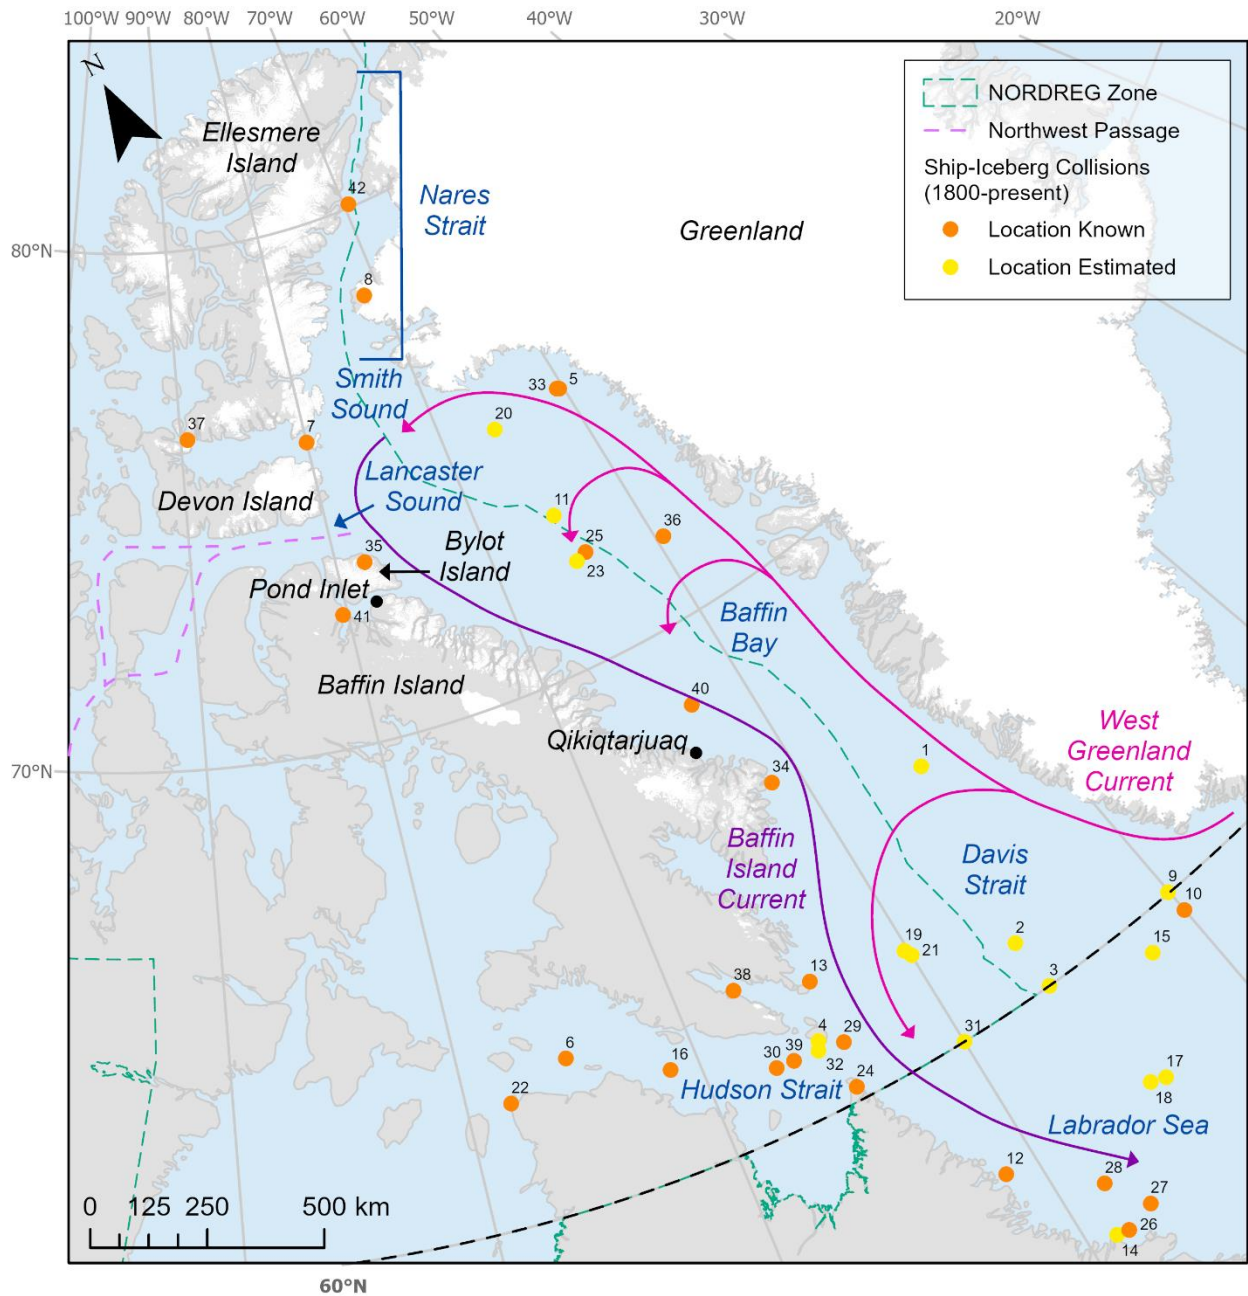 100°W 90°W 80°W 70°W 60°W 50°W 40°W 30°W 20°W
N
NORDREG Zone
Northwest Passage
Ship-Iceberg Collisions
(1800-present)
Location Known
Location Estimated
Ellesmere
Island
42
Nares
Strait
Greenland
80°N
8
Smith
Sound
33 5
20
37
7
Lancaster
Sound
Devon Island
11
36
25
23
35
Bylot
Island
Pond Inlet
41
Baffin
Bay
Baffin Island
40
Qikiqtarjuaq
West
Greenland
Current
1
70°N
34
Baffin
Island
Current
Davis
Strait
9
10
2
19
21
15
38
13
3
4
29
31
6
16
30
39
32
24
Hudson Strait
17
18
22
Labrador Sea
12
28
27
26
14
0 125 250 500 km
60°N